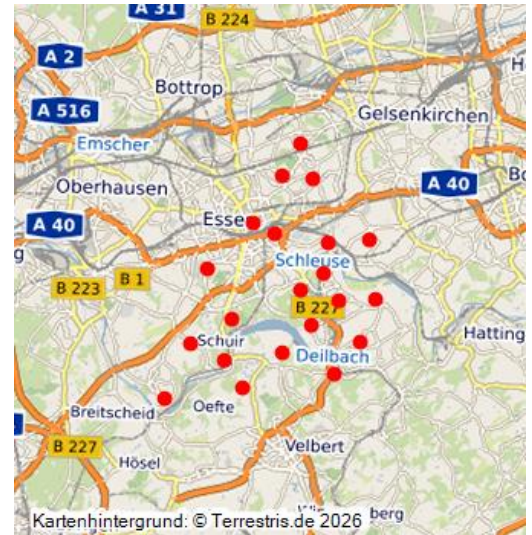 A 31
B 224
A 2
Bottrop
A 516
Gelsenkirchen
Emscher
Oberhausen
A 40
Esse
A 40
Schleuse
B 1
B 223
B 227
Hatting
Schuir
Deilbach
Breitscheid
Oefte
B 227
Velbert
Hösel
berg
Kartenhintergrund: © Terrestris.de 2026